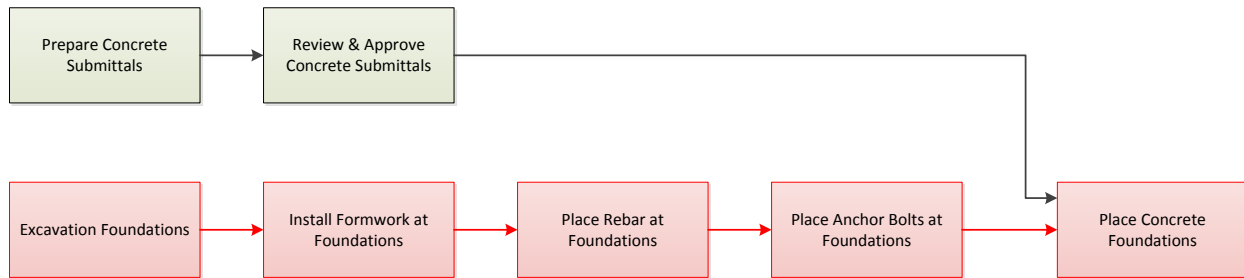 Prepare Concrete
Submittals
Review & Approve
Concrete Submittals
Excavation Foundations
Install Formwork at
Foundations
Place Rebar at
Foundations
Place Anchor Bolts at
Foundations
Place Concrete
Foundations